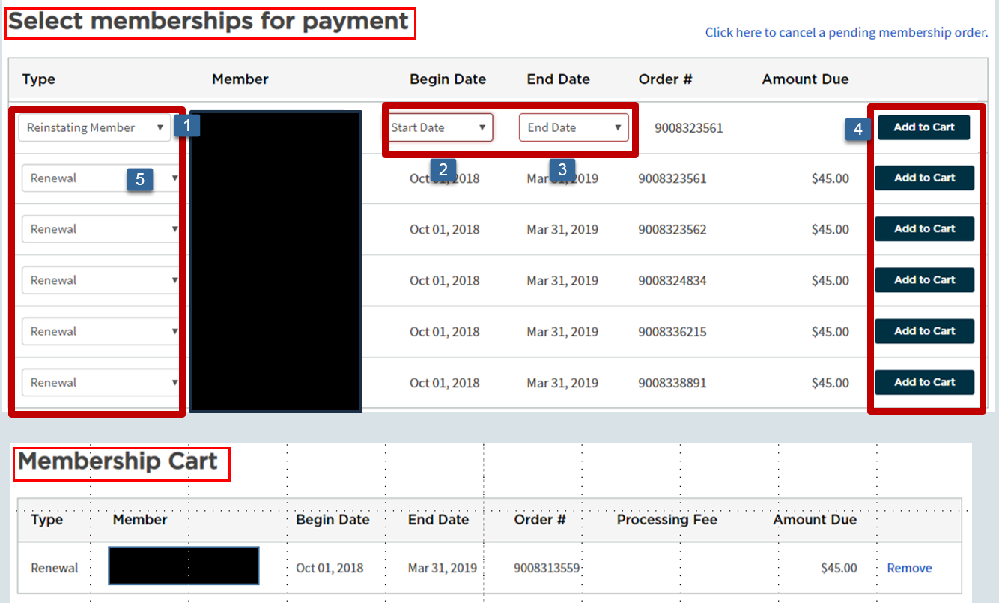 Select memberships for payment
Click here to cancel a pending membership order.
Type Member Begin Date End Date Order # Amount Due
Reinstating Member ▼ 1 Start Date ▼ End Date ▼ 9008323561 4 Add to Cart
2 3
Renewal 5 ▼ Oct 01, 2018 Mar 31, 2019 9008323561 $45.00 Add to Cart
Renewal ▼ Oct 01, 2018 Mar 31, 2019 9008323562 $45.00 Add to Cart
Renewal ▼ Oct 01, 2018 Mar 31, 2019 9008324834 $45.00 Add to Cart
Renewal ▼ Oct 01, 2018 Mar 31, 2019 9008336215 $45.00 Add to Cart
Renewal ▼ Oct 01, 2018 Mar 31, 2019 9008338891 $45.00 Add to Cart
Membership Cart
Type Member Begin Date End Date Order # Processing Fee Amount Due
Renewal Oct 01, 2018 Mar 31, 2019 9008313559 $45.00 Remove